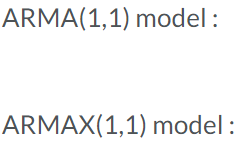 ARMA(1,1) model :
ARMAX(1,1) model :